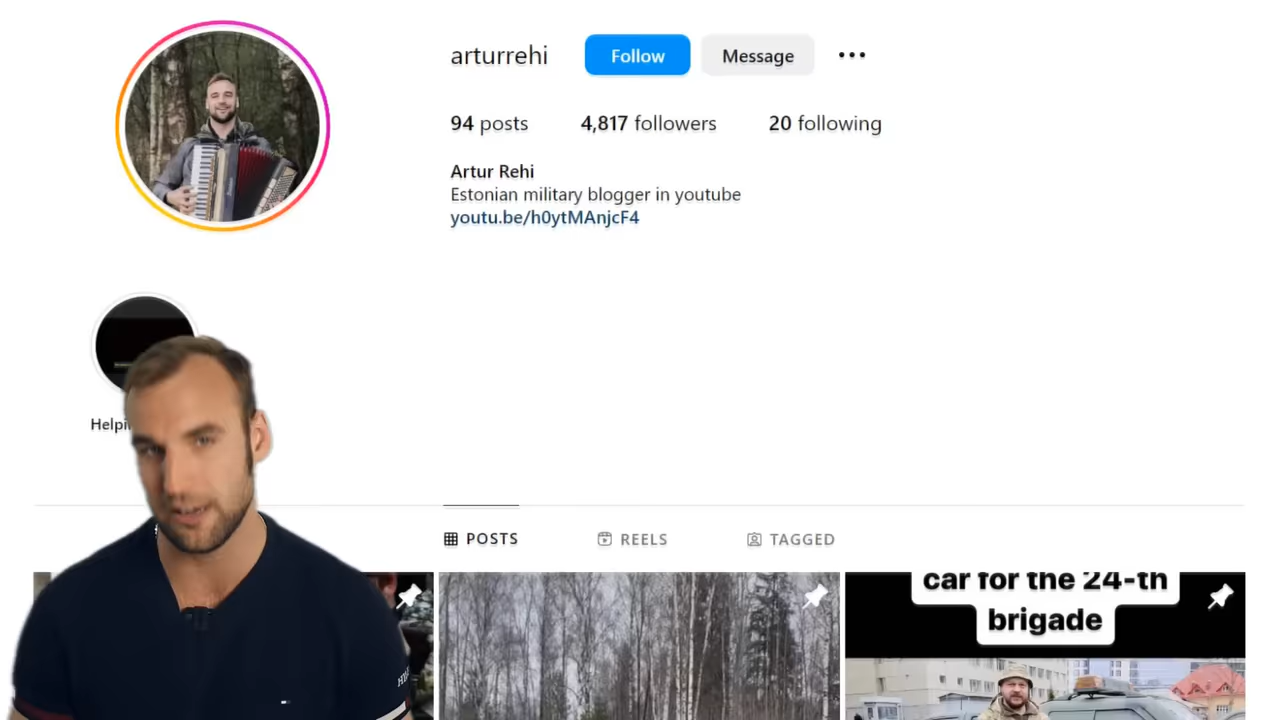 arturrehi
Follow
Message
94 posts
4,817 followers
20 following
Artur Rehi
Estonian military blogger in youtube
youtu.be/h0ytMAnjcF4
POSTS
REELS
TAGGED
car for the 24-th
brigade